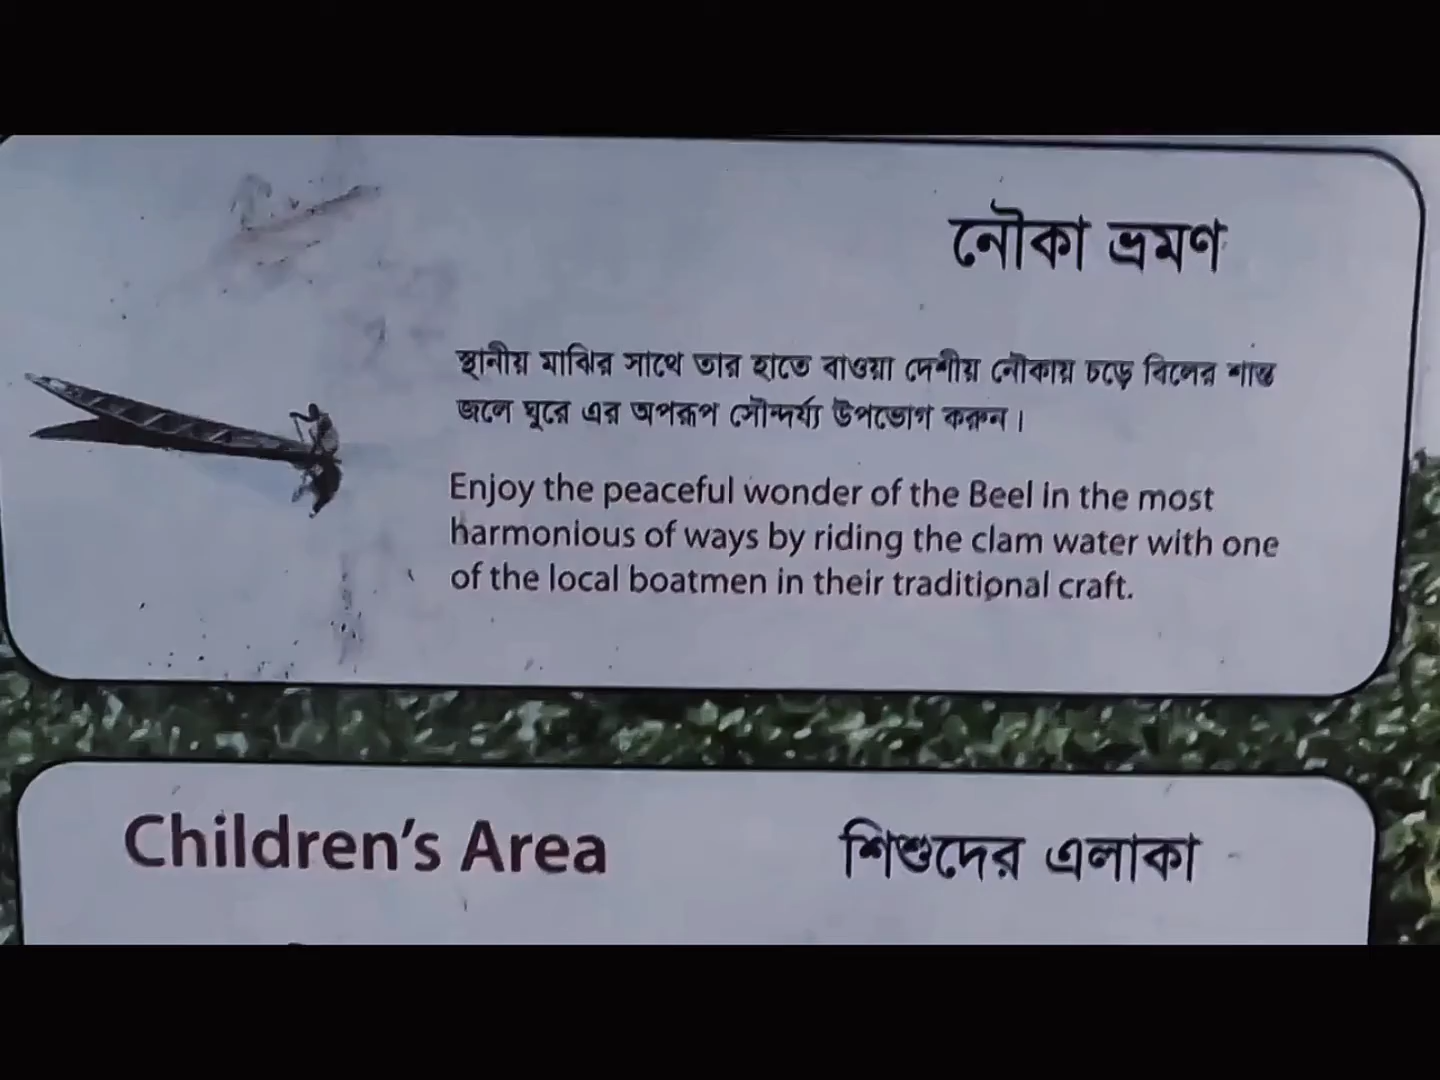 নৌকা ভ্রমণ
স্থানীয় মাঝির সাথে তার হাতে বাওয়া দেশীয় নৌকায় চড়ে বিলের শান্ত
জলে ঘুরে এর অপরূপ সৌন্দর্য্য উপভোগ করুন।
Enjoy the peaceful wonder of the Beel in the most
harmonious of ways by riding the clam water with one
of the local boatmen in their traditional craft.
Children's Area শিশুদের এলাকা